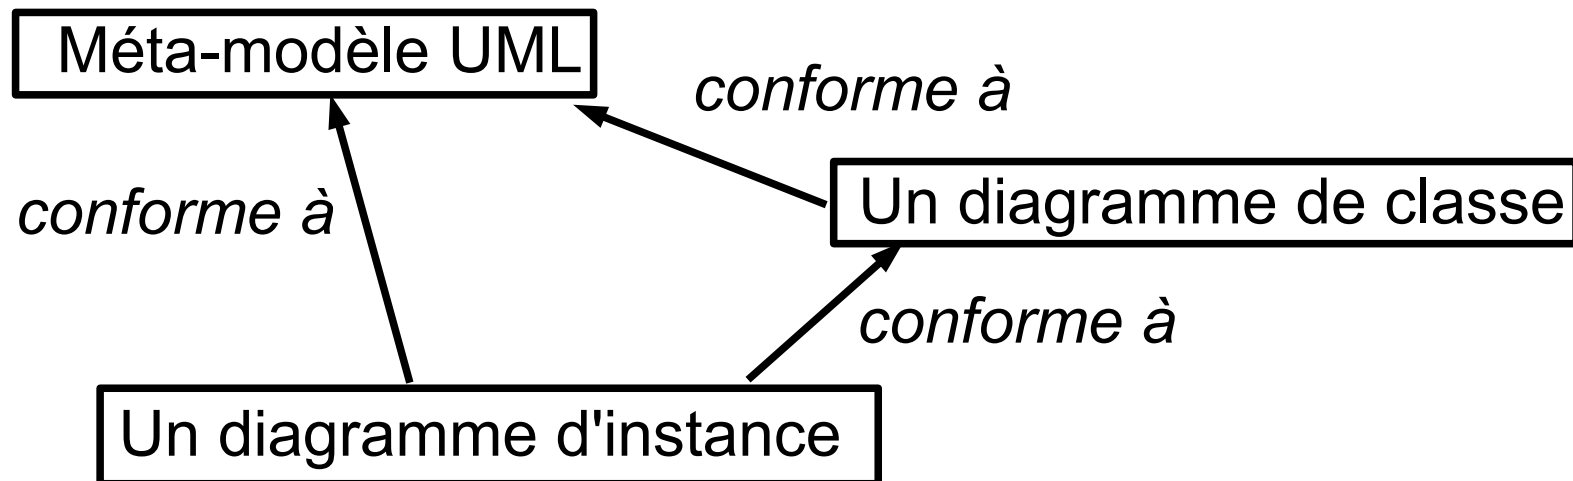 Méta-modèle UML
conforme à
Un diagramme de classe
conforme à
conforme à
Un diagramme d'instance